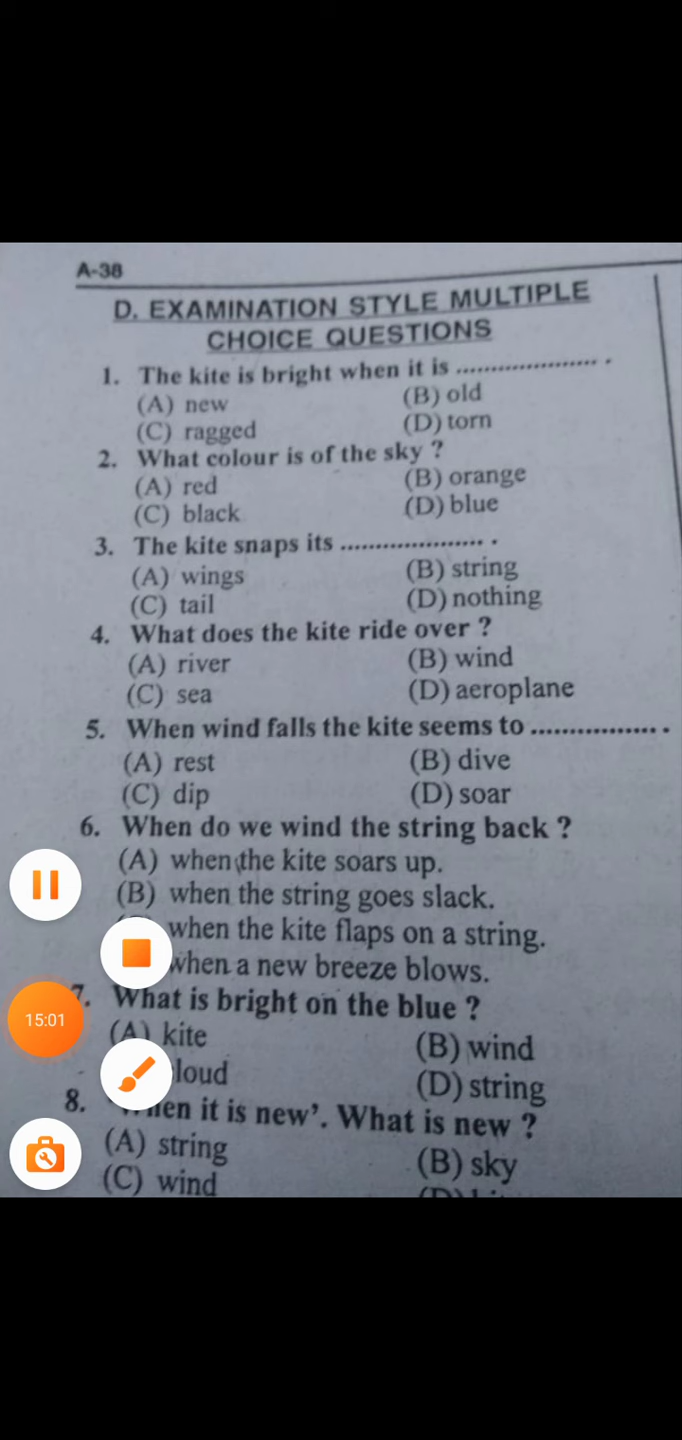 A-38
D. EXAMINATION STYLE MULTIPLE
CHOICE QUESTIONS
1. The kite is bright when it is .................... .
(A) new (B) old
(C) ragged (D) torn
2. What colour is of the sky ?
(A) red (B) orange
(C) black (D) blue
3. The kite snaps its .................... .
(A) wings (B) string
(C) tail (D) nothing
4. What does the kite ride over ?
(A) river (B) wind
(C) sea (D) aeroplane
5. When wind falls the kite seems to ................ .
(A) rest (B) dive
(C) dip (D) soar
6. When do we wind the string back ?
(A) when the kite soars up.
(B) when the string goes slack.
when the kite flaps on a string.
when a new breeze blows.
15:01
7. What is bright on the blue ?
(A) kite (B) wind
loud (D) string
8. it is new’. What is new ?
(A) string (B) sky
(C) wind